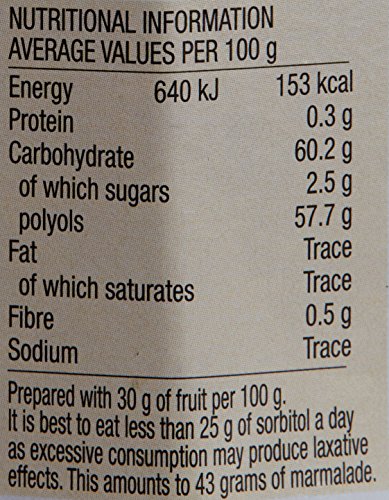 NUTRITIONAL INFORMATION
AVERAGE VALUES PER 100 g
Energy 640 kJ 153 kcal
Protein 0.3 g
Carbohydrate 60.2 g
of which sugars 2.5 g
polyols 57.7 g
Fat Trace
of which saturates Trace
Fibre 0.5 g
Sodium Trace
Prepared with 30 g of fruit per 100 g.
It is best to eat less than 25 g of sorbitol a day
as excessive consumption may produce laxative
effects. This amounts to 43 grams of marmalade.